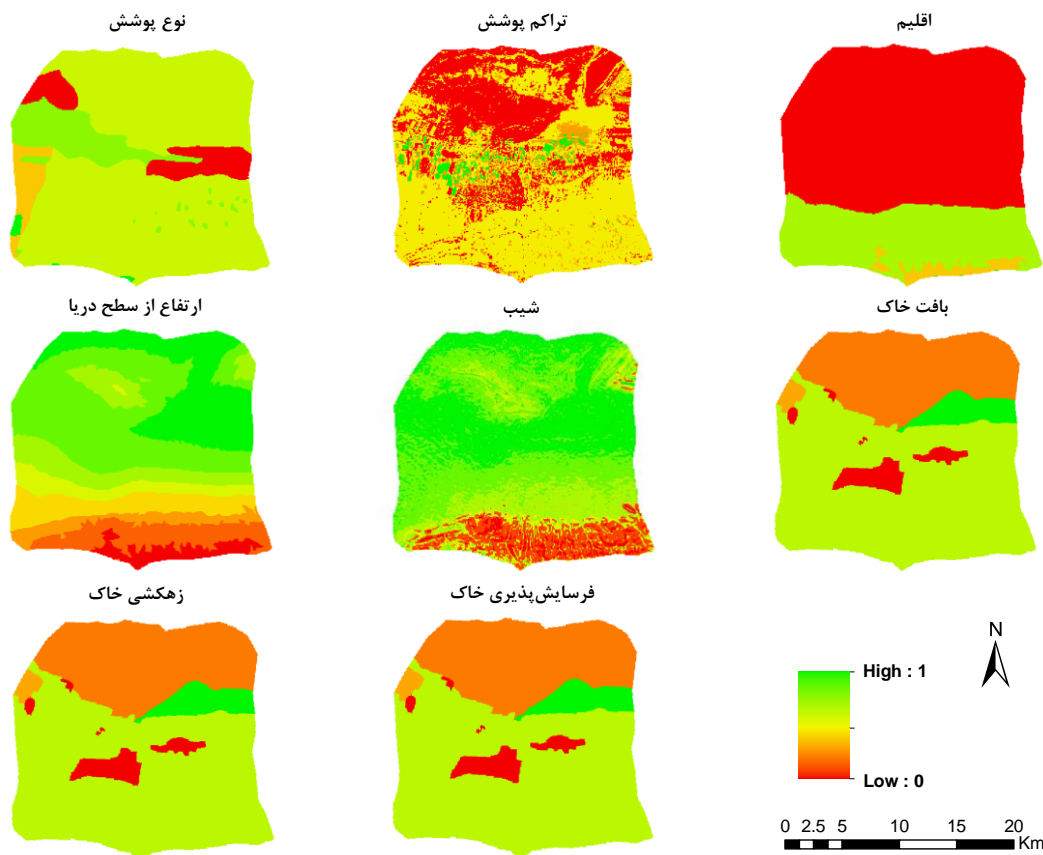 اقلیم
تراکم پوشش
نوع پوشش
بافت خاک
شیب
ارتفاع از سطح دریا
فرسایش‌پذیری خاک
زهکشی خاک
N
High : 1
Low : 0
0 2.5 5 10 15 20
Km